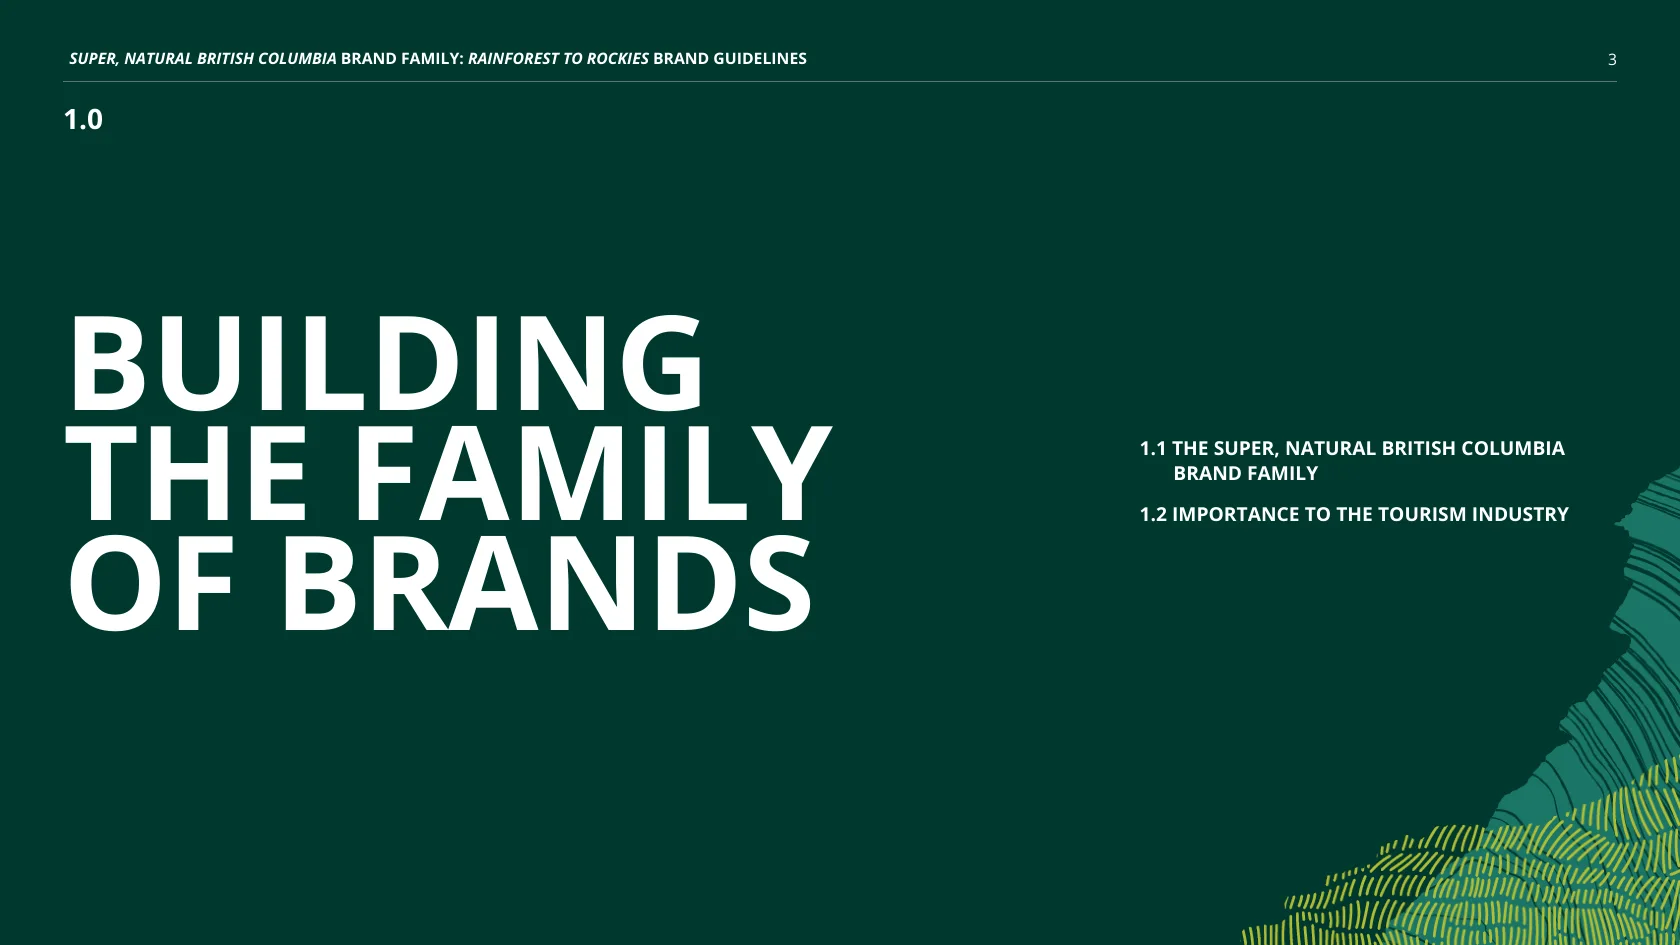 SUPER, NATURAL BRITISH COLUMBIA BRAND FAMILY: RAINFOREST TO ROCKIES BRAND GUIDELINES
3
1.0
BUILDING
THE FAMILY
OF BRANDS
1.1 THE SUPER, NATURAL BRITISH COLUMBIA
BRAND FAMILY
1.2 IMPORTANCE TO THE TOURISM INDUSTRY